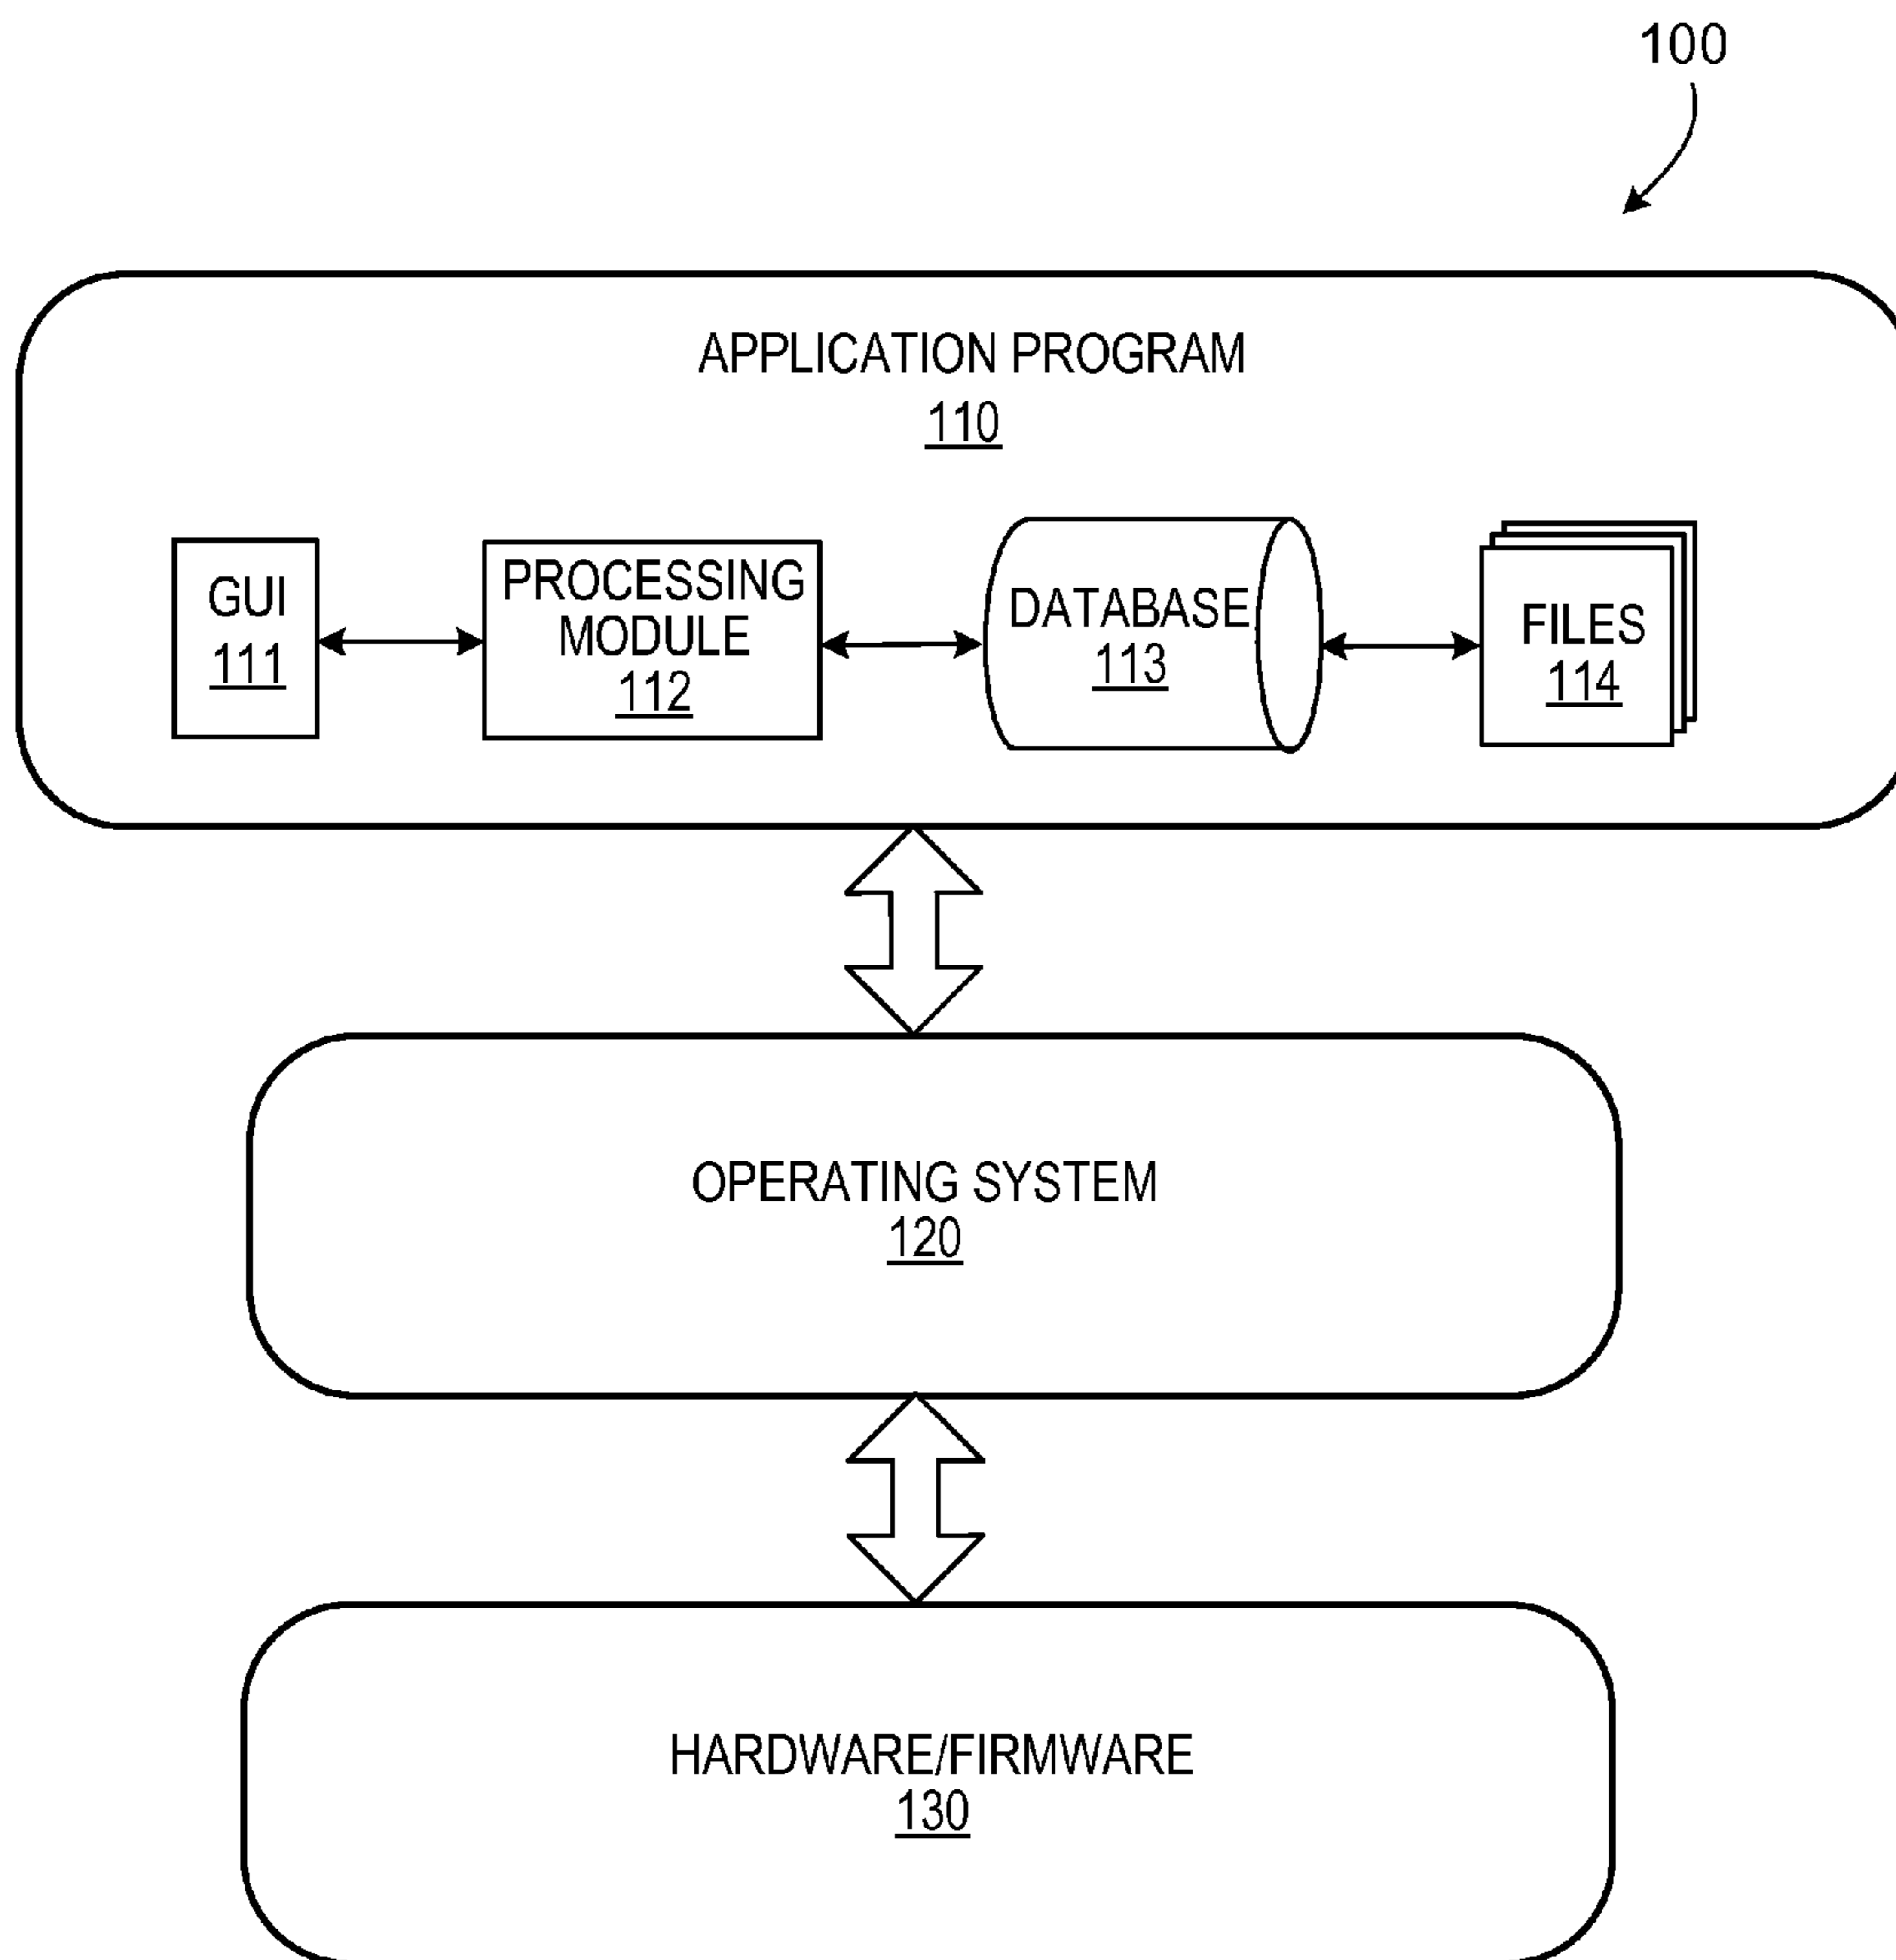 100
APPLICATION PROGRAM
110
GUI
111
PROCESSING
MODULE
112
DATABASE
113
FILES
114
OPERATING SYSTEM
120
HARDWARE/FIRMWARE
130